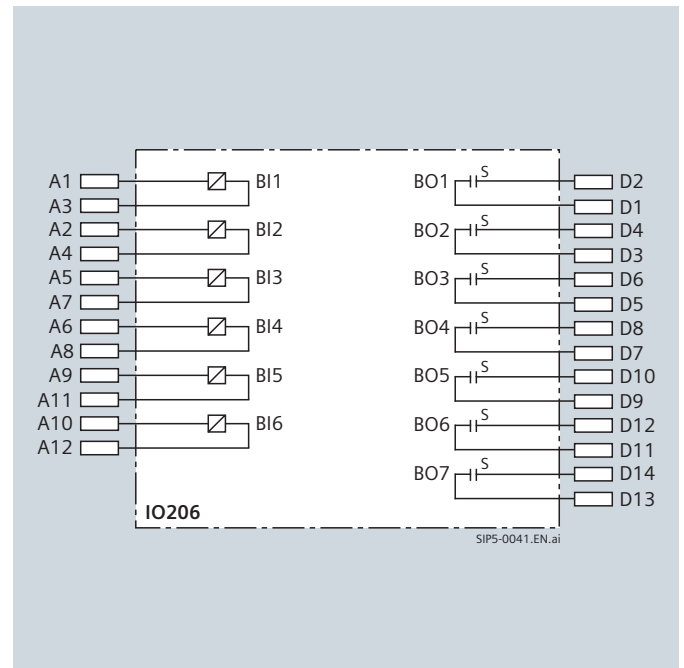 A1 BI1 BO1 S D2
A3 D1
A2 BI2 BO2 S D4
A4 D3
A5 BI3 BO3 S D6
A7 D5
A6 BI4 BO4 S D8
A8 D7
A9 BI5 BO5 S D10
A11 D9
A10 BI6 BO6 S D12
A12 D11
BO7 S D14
D13
IO206
SIP5-0041.EN.ai